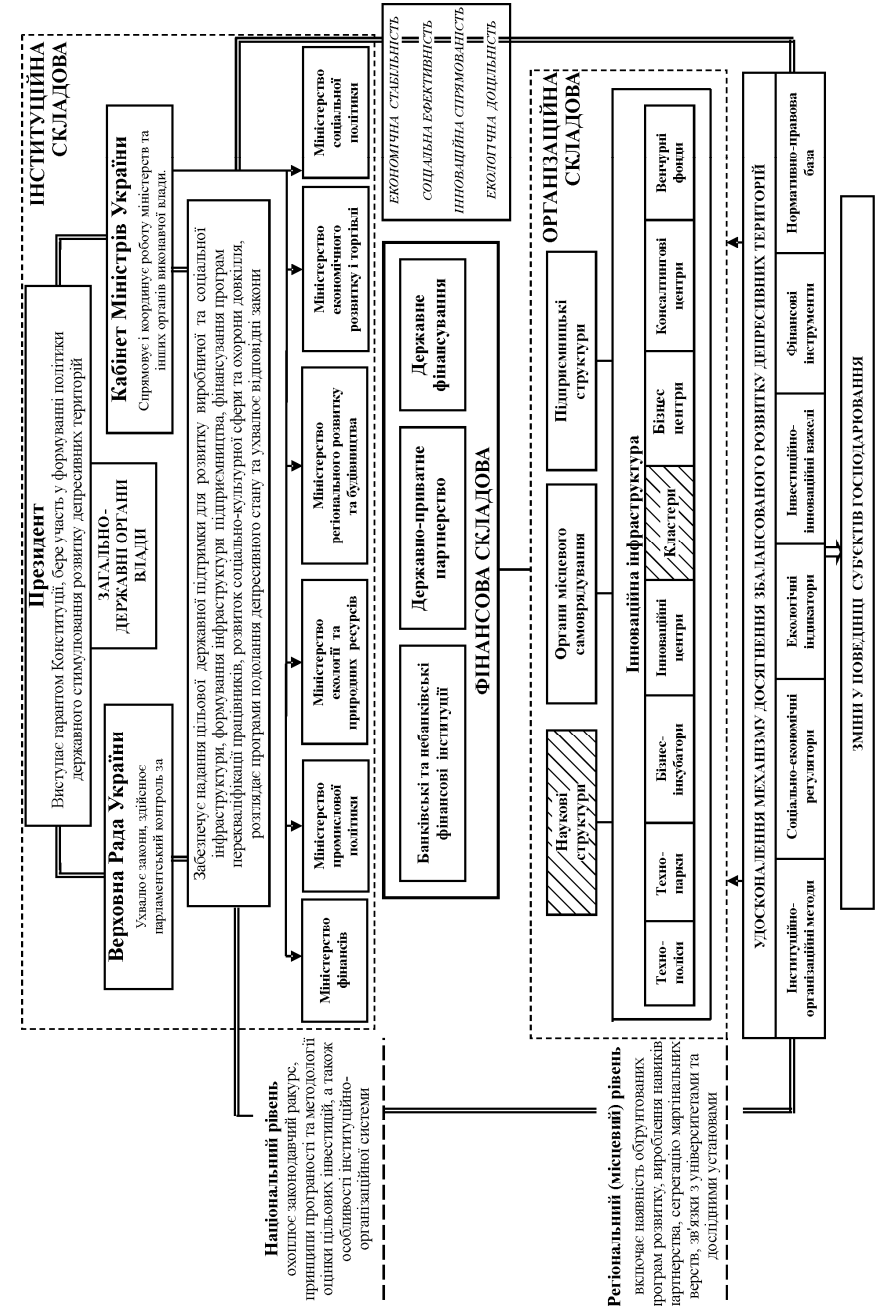 ІНСТИТУЦІЙНА
СКЛАДОВА
Президент
Виступає гарантом Конституції, бере участь у формуванні політики
державного стимулювання розвитку депресивних територій
Верховна Рада України
Ухвалює закони, здійснює
парламентський контроль за
ЗАГАЛЬНО-
ДЕРЖАВНІ ОРГАНИ
ВЛАДИ
Кабінет Міністрів України
Спрямовує і координує роботу міністерств та
інших органів виконавчої влади.
Забезпечує надання цільової державної підтримки для розвитку виробничої та соціальної
інфраструктури, формування інфраструктури підприємництва, фінансування програм
перекваліфікації працівників, розвиток соціально-культурної сфери та охорони довкілля,
розглядає програми подолання депресивного стану та ухвалює відповідні закони
Міністерство
фінансів
Міністерство
промислової
політики
Міністерство
екології та
природних ресурсів
Міністерство
регіонального розвитку
та будівництва
Міністерство
економічного
розвитку і торгівлі
Міністерство
соціальної
політики
Національний рівень
охоплює законодавчий ракурс,
принципи програності та методології
оцінки цільових інвестицій, а також
особливості інституційно-
організаційної системи
Банківські та небанківські
фінансові інституції
Державно-приватне
партнерство
Державне
фінансування
ФІНАНСОВА СКЛАДОВА
ЕКОНОМІЧНА СТАБІЛЬНІСТЬ
СОЦІАЛЬНА ЕФЕКТИВНІСТЬ
ІННОВАЦІЙНА СПРЯМОВАНІСТЬ
ЕКОЛОГІЧНА ДОЦІЛЬНІСТЬ
ОРГАНІЗАЦІЙНА
СКЛАДОВА
Наукові
структури
Органи місцевого
самоврядування
Підприємницькі
структури
Інноваційна інфраструктура
Техно-
поліси
Техно-
парки
Бізнес-
інкубатори
Інноваційні
центри
Кластери
Бізнес
центри
Консалтингові
центри
Венчурні
фонди
Регіональний (місцевий) рівень
включає наявність обґрунтованих
програм розвитку, вироблення навиків
партнерства, сегрегацію маргінальних
верств, зв'язки з університетами та
дослідними установами
УДОСКОНАЛЕННЯ МЕХАНІЗМУ ДОСЯГНЕННЯ ЗБАЛАНСОВАНОГО РОЗВИТКУ ДЕПРЕСИВНИХ ТЕРИТОРІЙ
Інституційно-
організаційні методи
Соціально-економічні
регулятори
Екологічні
індикатори
Інвестиційно-
інноваційні важелі
Фінансові
інструменти
Нормативно-правова
база
ЗМІНИ У ПОВЕДІНЦІ СУБ'ЄКТІВ ГОСПОДАРЮВАННЯ